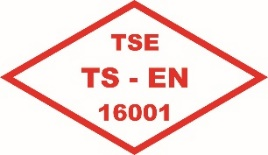 TSE
TS - EN
16001